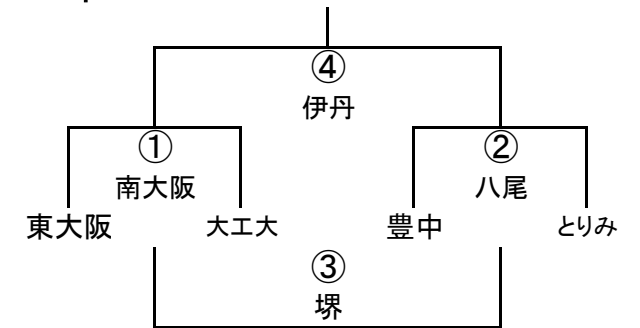 ④
伊丹
① ②
南大阪 八尾
東大阪 大工大 豊中 とりみ
③
堺